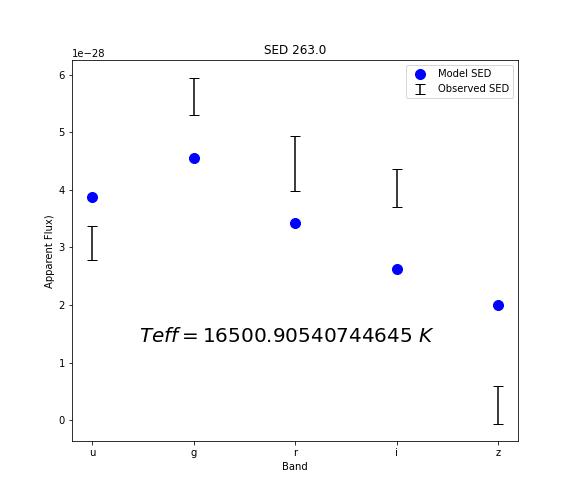 SED 263.0
1e−28
Model SED
Observed SED
6
5
4
3
2
1
0
Apparent Flux)
Teff = 16500.90540744645 K
u g r i z
Band